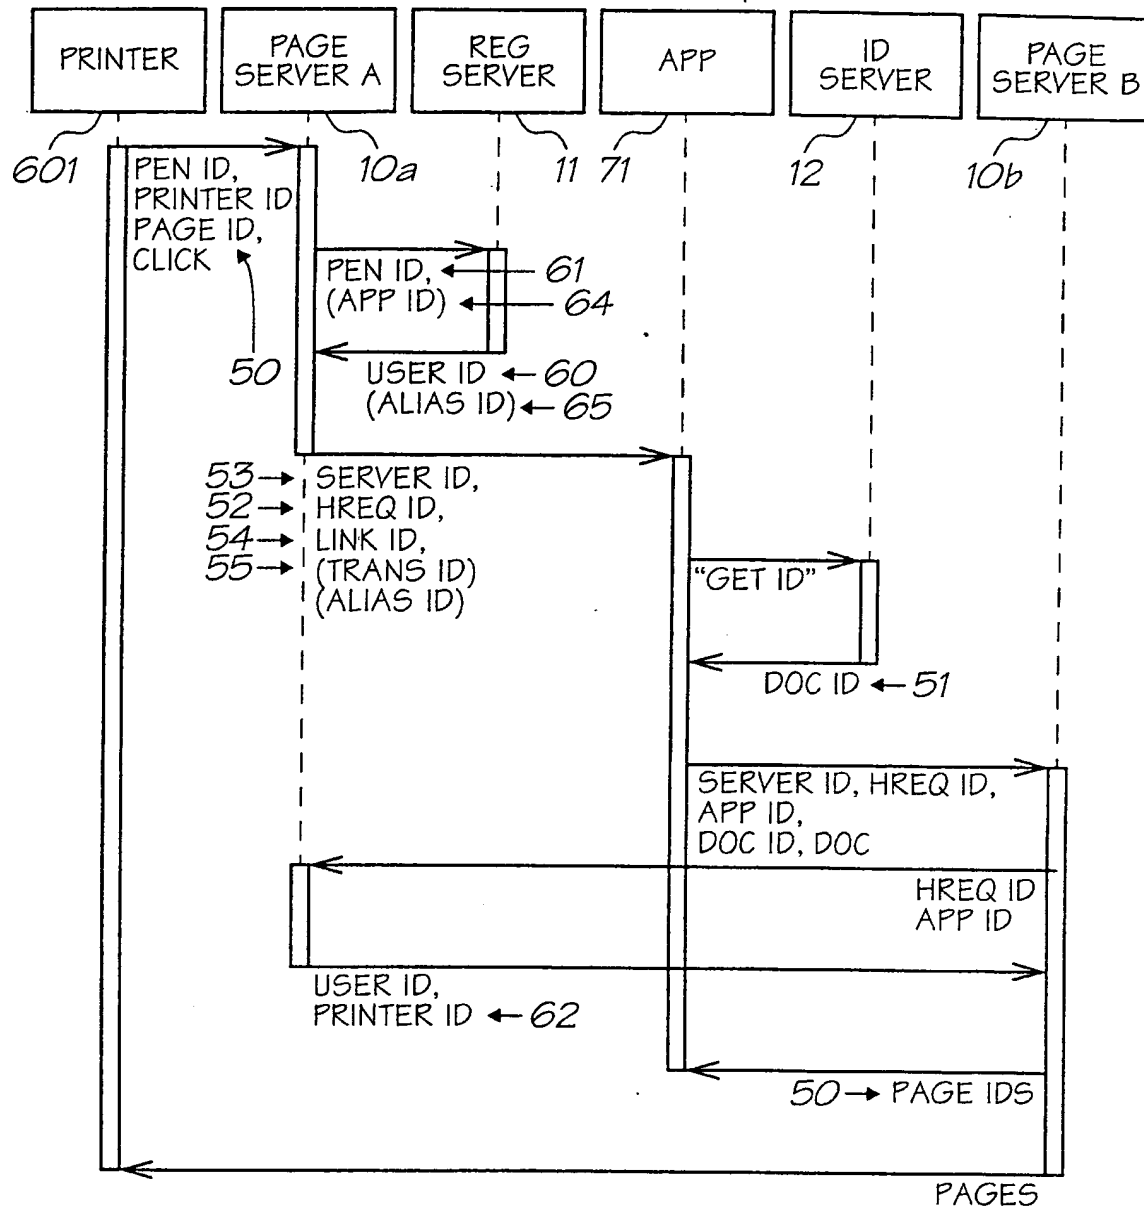 PRINTER
PAGE
SERVER A
REG
SERVER
APP
ID
SERVER
PAGE
SERVER B
601
10a
11
71
12
10b
PEN ID,
PRINTER ID
PAGE ID,
CLICK
50
PEN ID, 61
(APP ID) 64
USER ID 60
(ALIAS ID) 65
53 SERVER ID,
52 HREQ ID,
54 LINK ID,
55 (TRANS ID)
(ALIAS ID)
"GET ID"
DOC ID 51
SERVER ID, HREQ ID,
APP ID,
DOC ID, DOC
HREQ ID
APP ID
USER ID,
PRINTER ID 62
50 PAGE IDS
PAGES